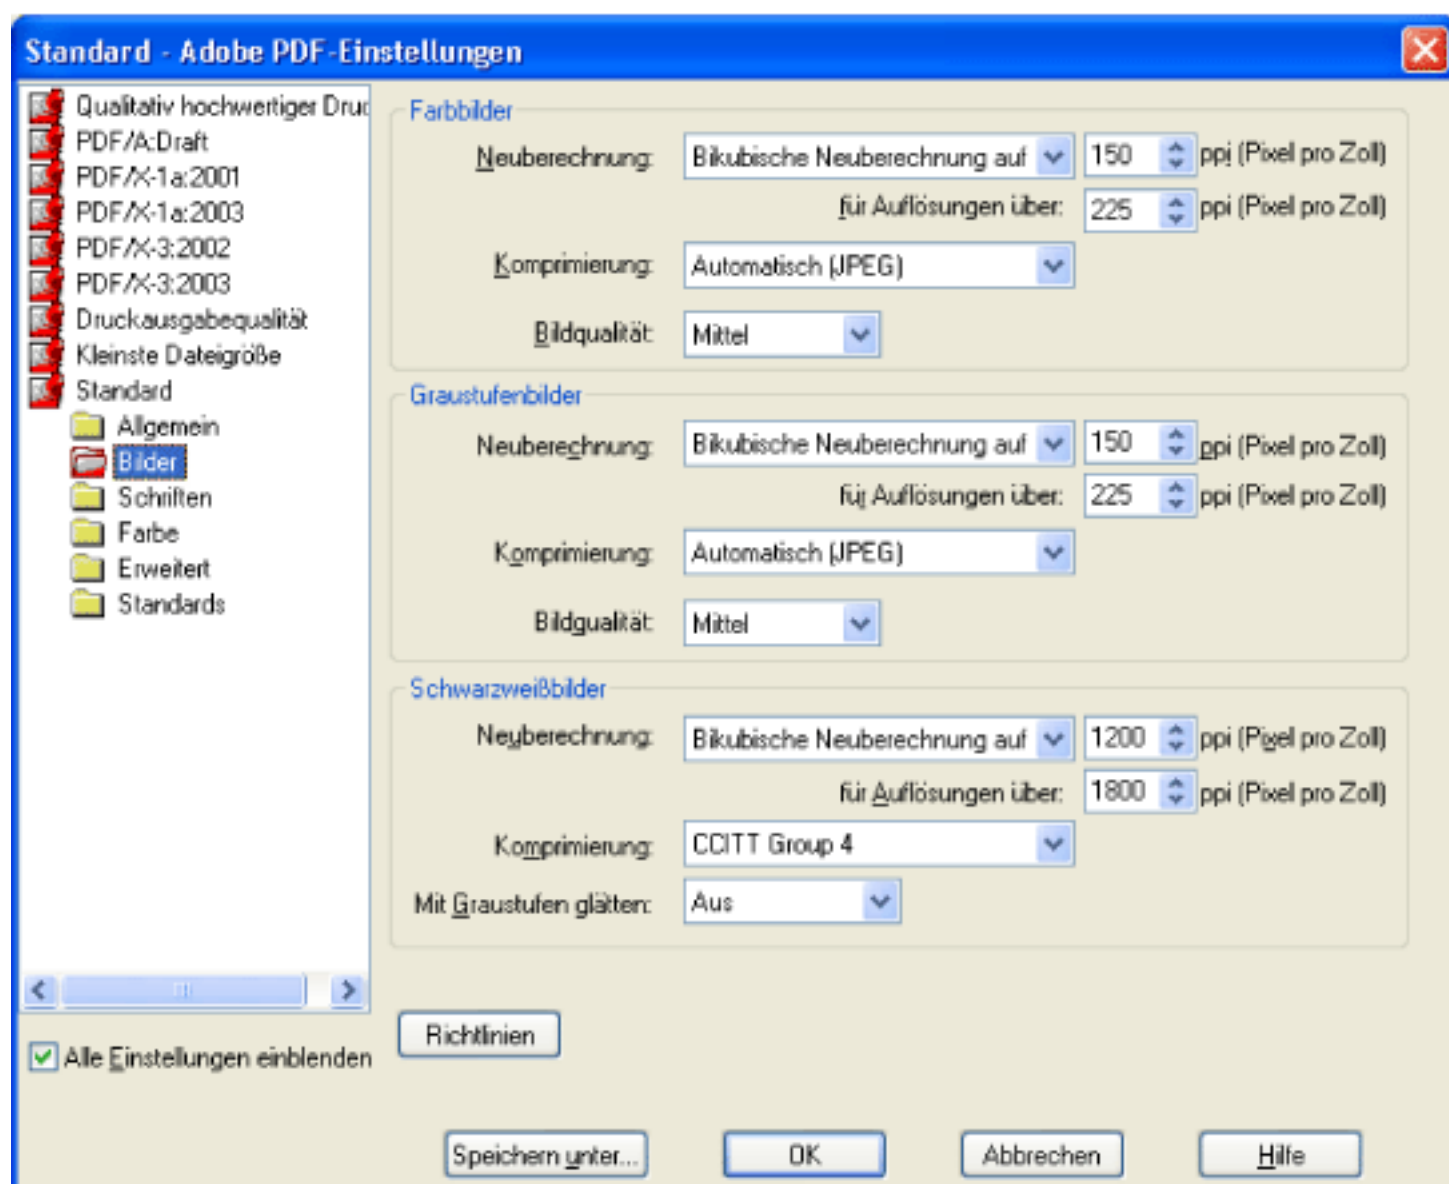 Standard - Adobe PDF-Einstellungen
Qualitativ hochwertiger Druc
PDF/A:Draft
PDF/X-1a:2001
PDF/X-1a:2003
PDF/X-3:2002
PDF/X-3:2003
Druckausgabequalität
Kleinste Dateigröße
Standard
Allgemein
Bilder
Schriften
Farbe
Erweitert
Standards
Alle Einstellungen einblenden
Farbbilder
Neuberechnung: Bikubische Neuberechnung auf 150 ppi (Pixel pro Zoll)
für Auflösungen über: 225 ppi (Pixel pro Zoll)
Komprimierung: Automatisch (JPEG)
Bildqualität: Mittel
Graustufenbilder
Neuberechnung: Bikubische Neuberechnung auf 150 ppi (Pixel pro Zoll)
für Auflösungen über: 225 ppi (Pixel pro Zoll)
Komprimierung: Automatisch (JPEG)
Bildqualität: Mittel
Schwarzweißbilder
Neuberechnung: Bikubische Neuberechnung auf 1200 ppi (Pixel pro Zoll)
für Auflösungen über: 1800 ppi (Pixel pro Zoll)
Komprimierung: CCITT Group 4
Mit Graustufen glätten: Aus
Richtlinien
Speichern unter... OK Abbrechen Hilfe